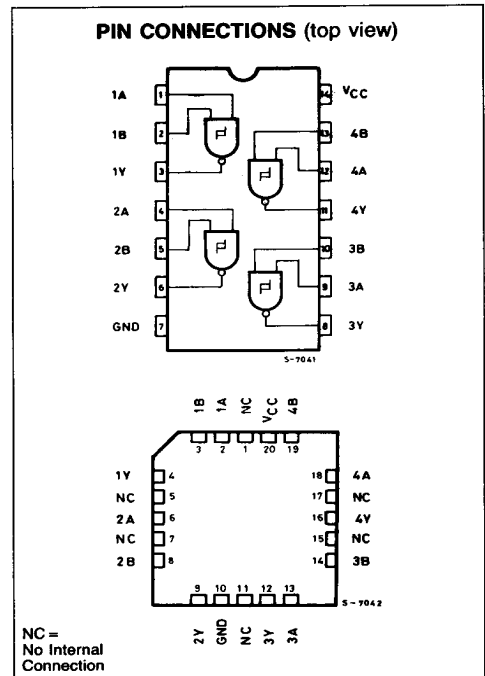 PIN CONNECTIONS (top view)
1A 1 14 VCC
1B 2 13 4B
1Y 3 12 4A
2A 4 11 4Y
2B 5 10 3B
2Y 6 9 3A
GND 7 8 3Y
S-7041
1B 1A NC VCC 4B
3 2 1 20 19
1Y 4 18 4A
NC 5 17 NC
2A 6 16 4Y
NC 7 15 NC
2B 8 14 3B
9 10 11 12 13
S-7042
2Y GND NC 3Y 3A
NC =
No Internal
Connection